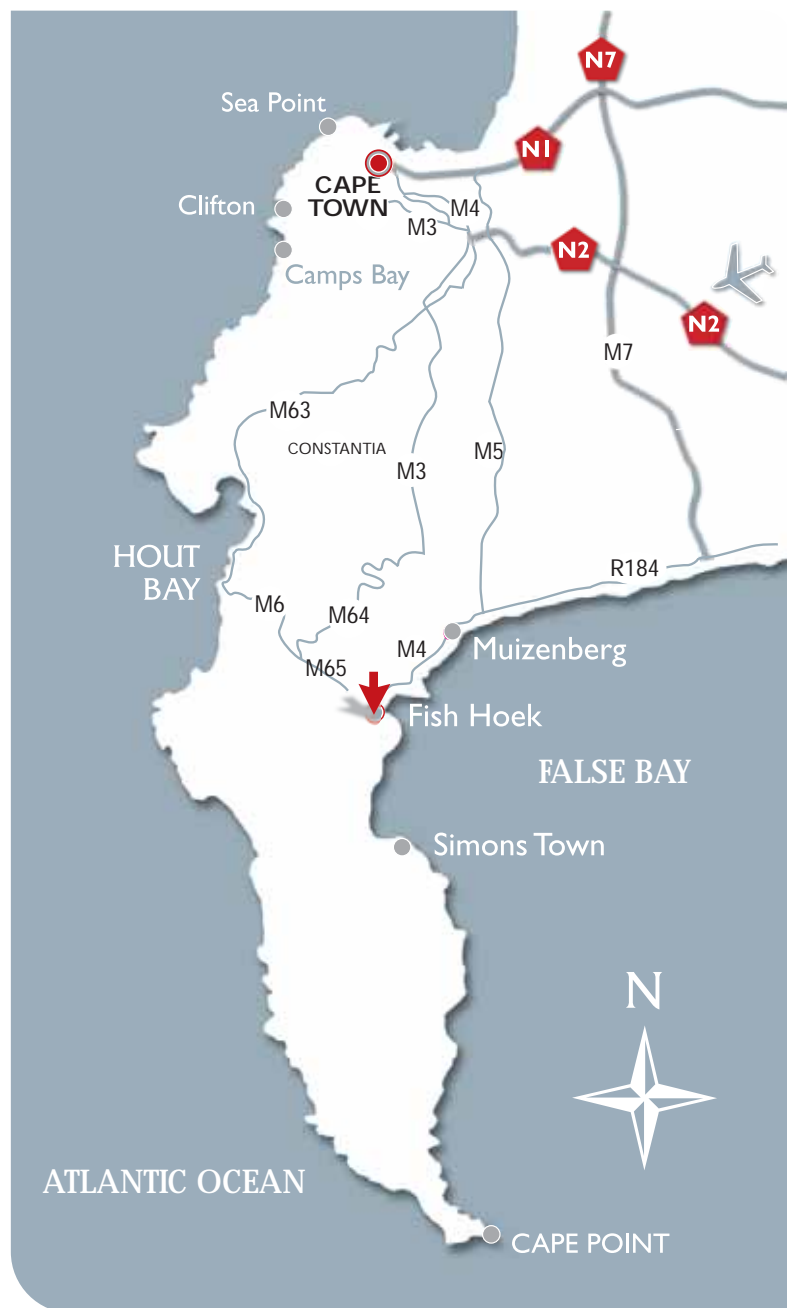 N7
Sea Point
N1
CAPE
TOWN
Clifton
M4
M3
N2
Camps Bay
N2
M7
M63
CONSTANTIA
M5
M3
HOUT
BAY
R184
M6
M64
M4
Muizenberg
M65
Fish Hoek
FALSE BAY
Simons Town
N
ATLANTIC OCEAN
CAPE POINT